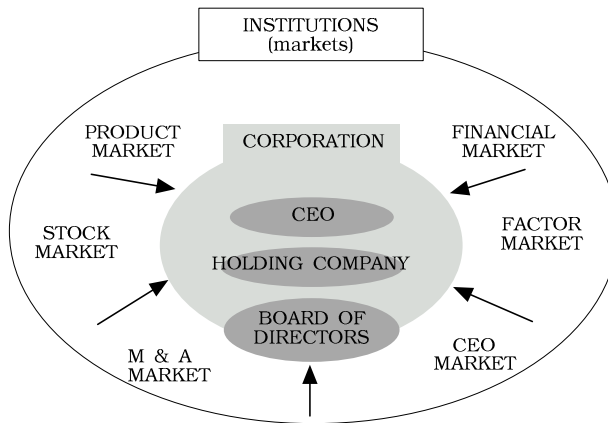 INSTITUTIONS
(markets)
PRODUCT
MARKET
CORPORATION
FINANCIAL
MARKET
CEO
STOCK
MARKET
FACTOR
MARKET
HOLDING COMPANY
BOARD OF
DIRECTORS
M & A
MARKET
CEO
MARKET